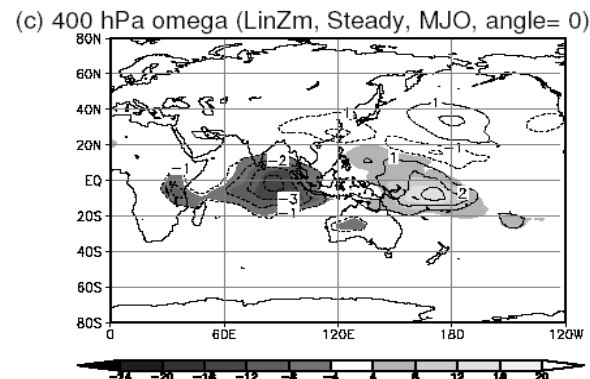 (c) 400 hPa omega (LinZm, Steady, MJO, angle= 0)
80N
60N
1
1
40N
20N
-1
-2
1
-1
EQ
2
-3
20S
-1
40S
60S
80S
0 60E 120E 180 120W
-24 -20 -16 -12 -8 -4 4 8 12 16 20